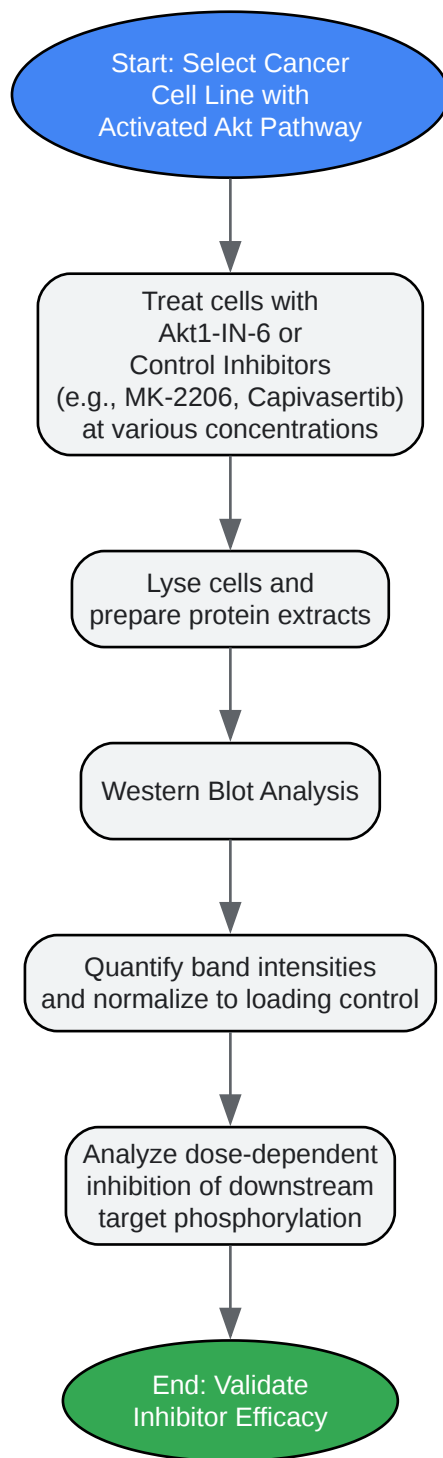 Start: Select Cancer
Cell Line with
Activated Akt Pathway
Treat cells with
Akt1-IN-6 or
Control Inhibitors
(e.g., MK-2206, Capivasertib)
at various concentrations
Lyse cells and
prepare protein extracts
Western Blot Analysis
Quantify band intensities
and normalize to loading control
Analyze dose-dependent
inhibition of downstream
target phosphorylation
End: Validate
Inhibitor Efficacy